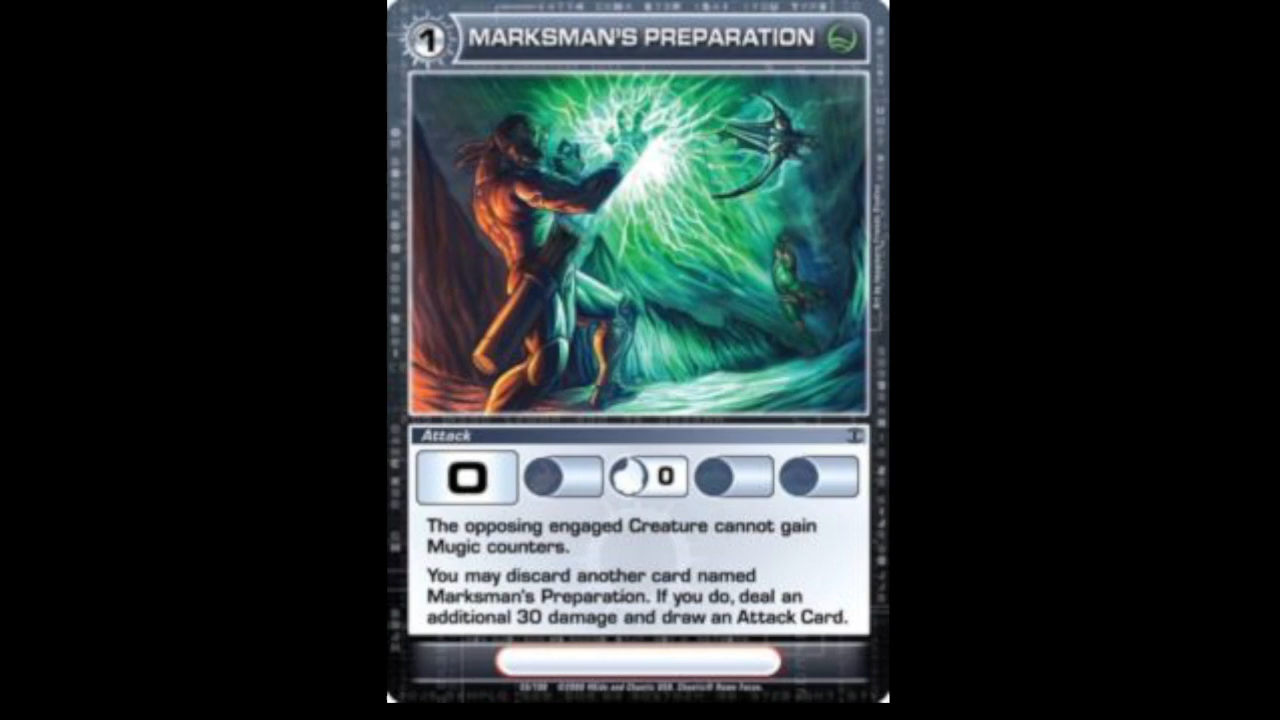 1 MARKSMAN'S PREPARATION
Attack
0 0
The opposing engaged Creature cannot gain
Mugic counters.
You may discard another card named
Marksman's Preparation. If you do, deal an
additional 30 damage and draw an Attack Card.